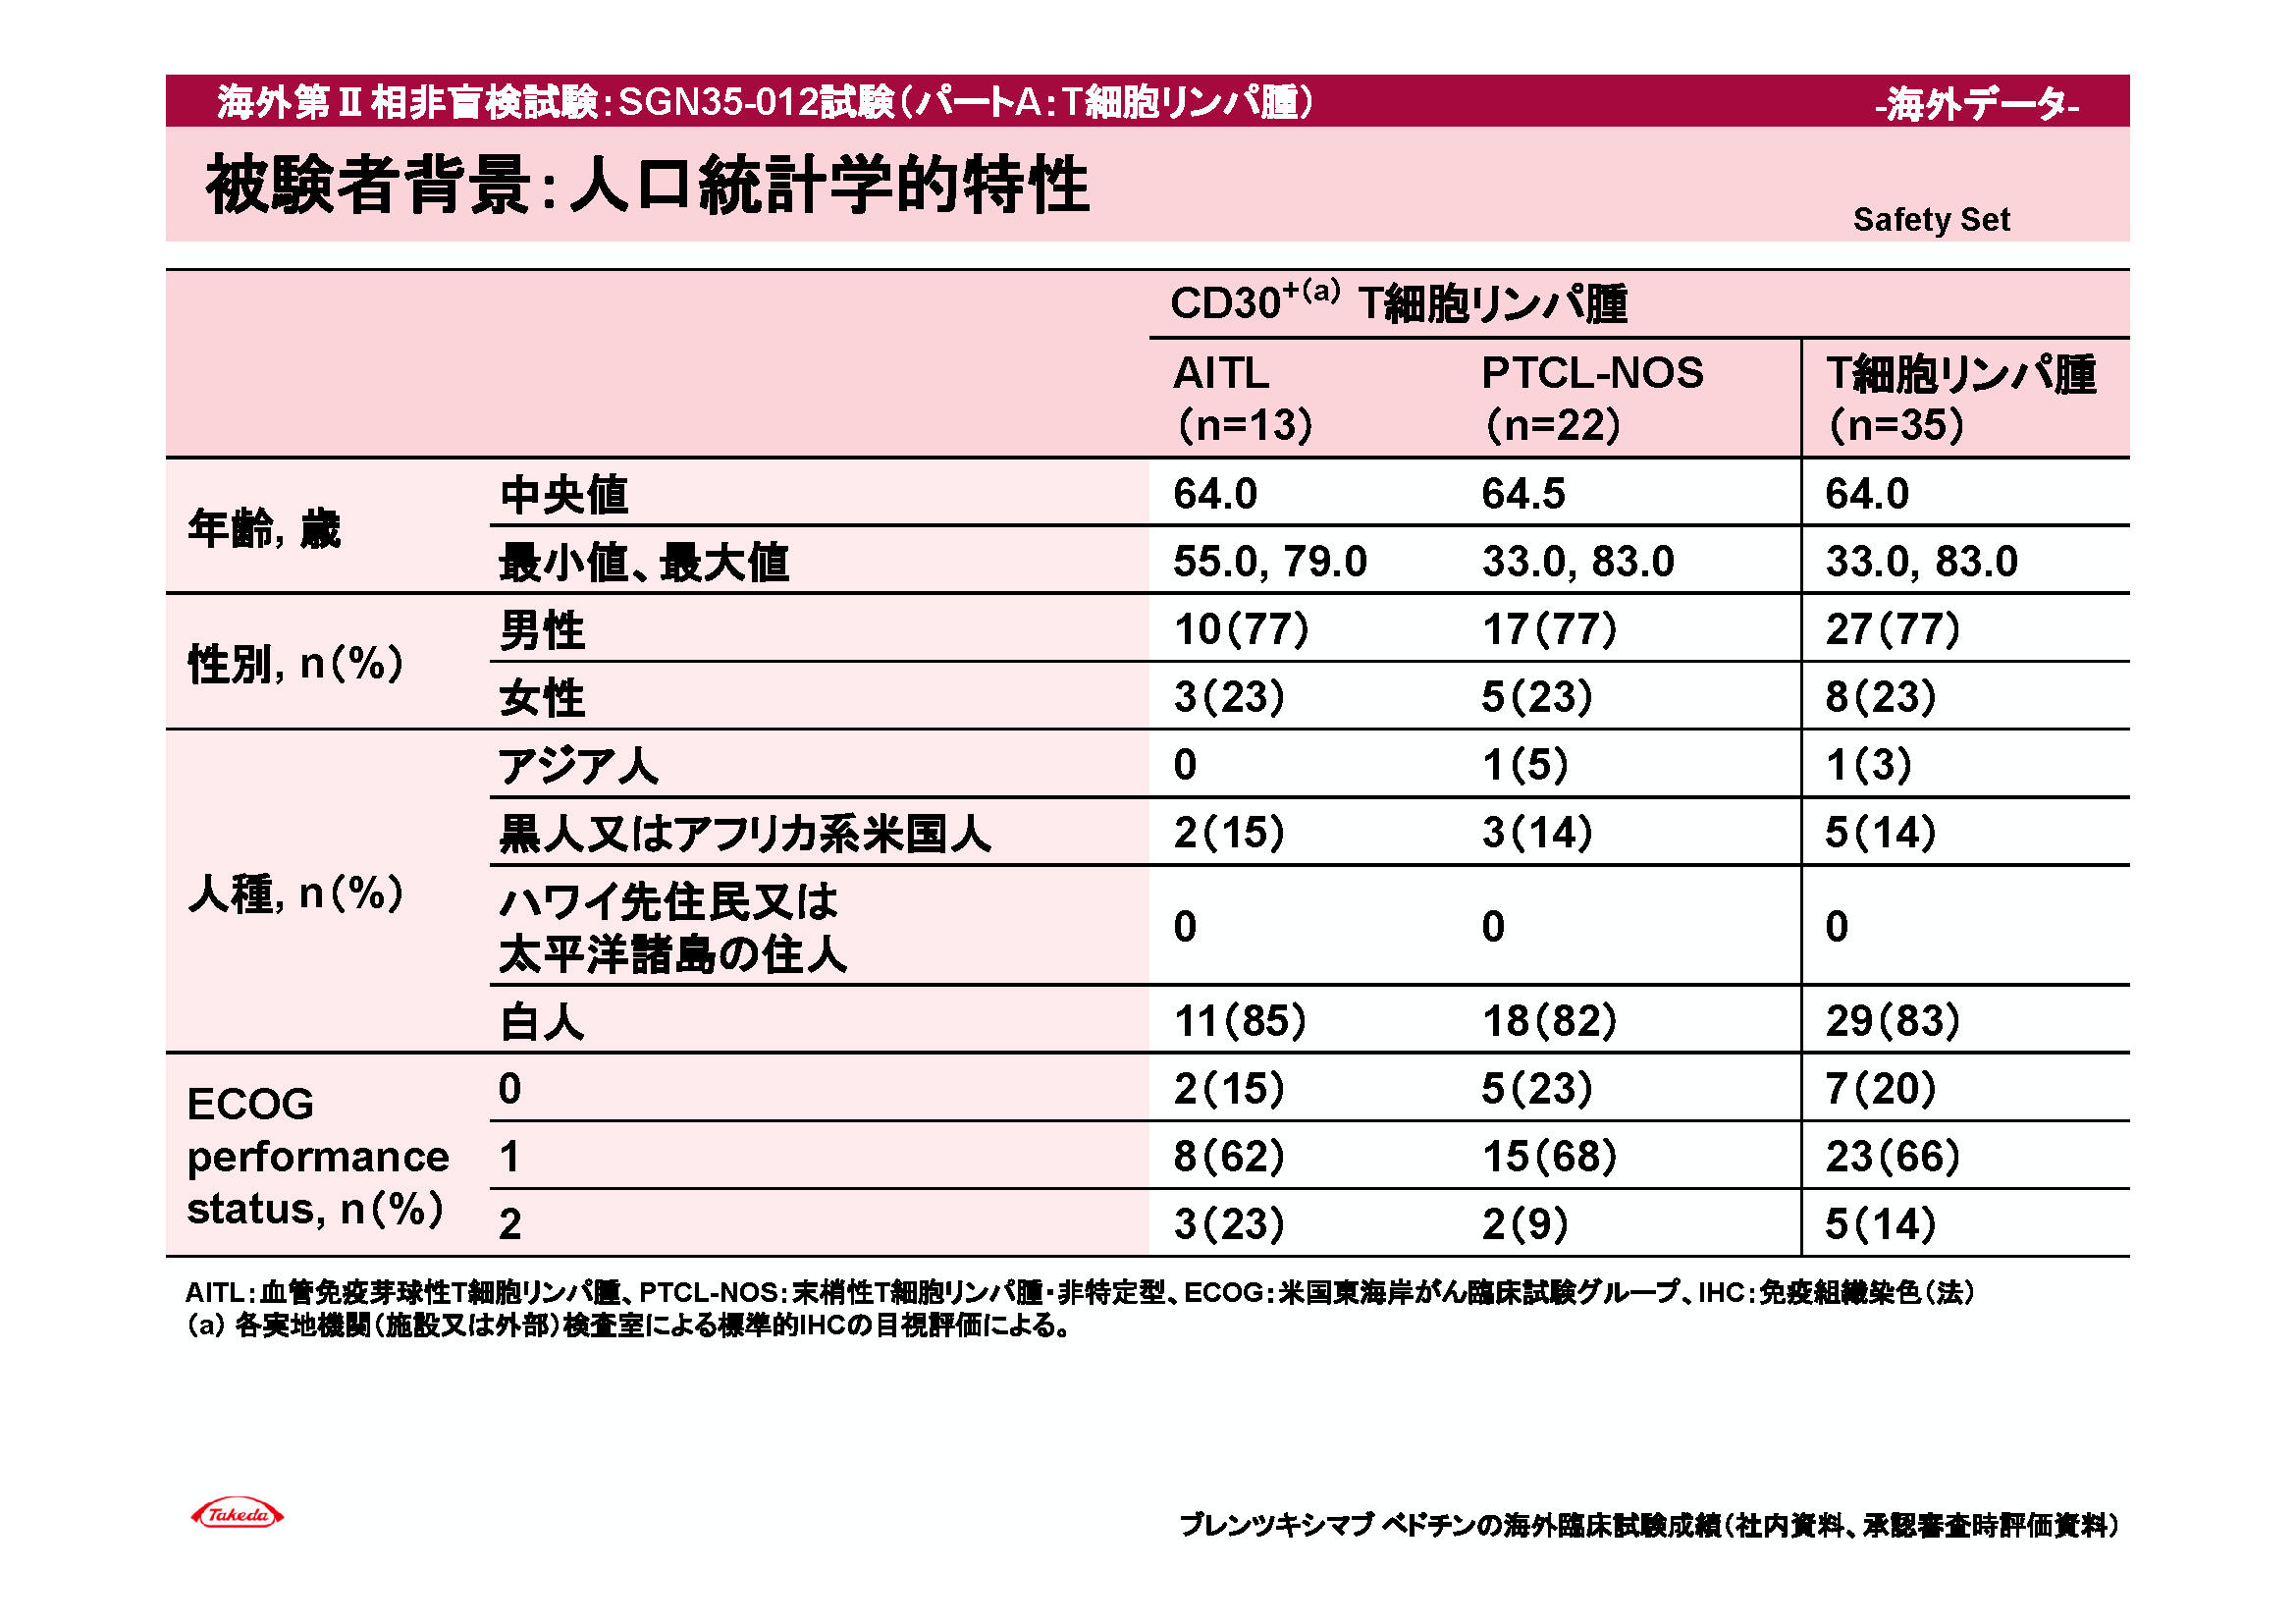 海外第Ⅱ相非盲検試験：SGN35-012試験（パートA：T細胞リンパ腫） -海外データ-
被験者背景：人口統計学的特性
Safety Set
CD30+（a） T細胞リンパ腫
AITL PTCL-NOS T細胞リンパ腫
（n=13） （n=22） （n=35）
年齢, 歳
中央値 64.0 64.5 64.0
最小値、最大値 55.0, 79.0 33.0, 83.0 33.0, 83.0
性別, n（%）
男性 10（77） 17（77） 27（77）
女性 3（23） 5（23） 8（23）
人種, n（%）
アジア人 0 1（5） 1（3）
黒人又はアフリカ系米国人 2（15） 3（14） 5（14）
ハワイ先住民又は
太平洋諸島の住人 0 0 0
白人 11（85） 18（82） 29（83）
ECOG
performance
status, n（%）
0 2（15） 5（23） 7（20）
1 8（62） 15（68） 23（66）
2 3（23） 2（9） 5（14）
AITL：血管免疫芽球性T細胞リンパ腫、PTCL-NOS：末梢性T細胞リンパ腫・非特定型、ECOG：米国東海岸がん臨床試験グループ、IHC：免疫組織染色（法）
（a） 各実地機関（施設又は外部）検査室による標準的IHCの目視評価による。
Takeda
ブレンツキシマブ ベドチンの海外臨床試験成績（社内資料、承認審査時評価資料）